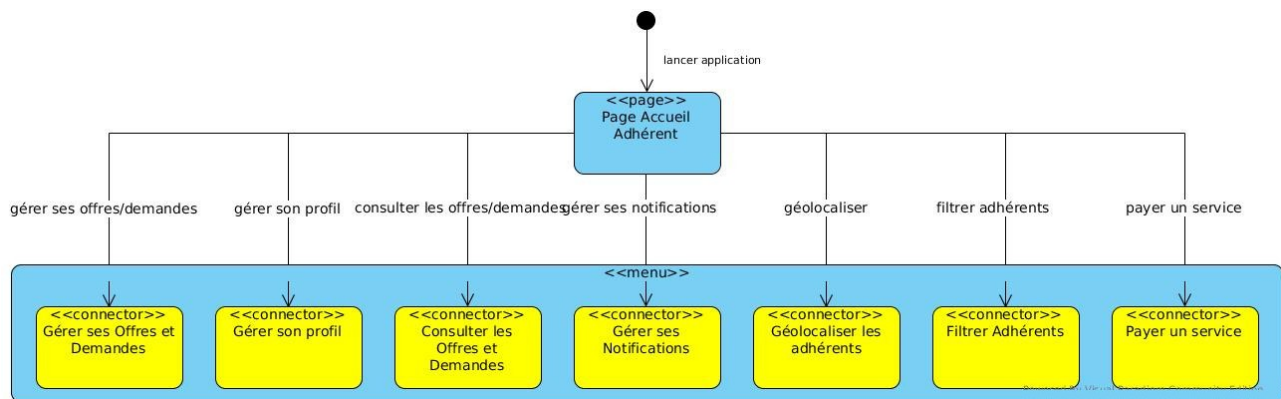 lancer application
<<page>>
Page Accueil
Adhérent
gérer ses offres/demandes
gérer son profil
consulter les offres/demandes
gérer ses notifications
géolocaliser
filtrer adhérents
payer un service
<<menu>>
<<connector>>
Gérer ses Offres et
Demandes
<<connector>>
Gérer son profil
<<connector>>
Consulter les
Offres et
Demandes
<<connector>>
Gérer ses
Notifications
<<connector>>
Géolocaliser les
adhérents
<<connector>>
Filtrer Adhérents
<<connector>>
Payer un service